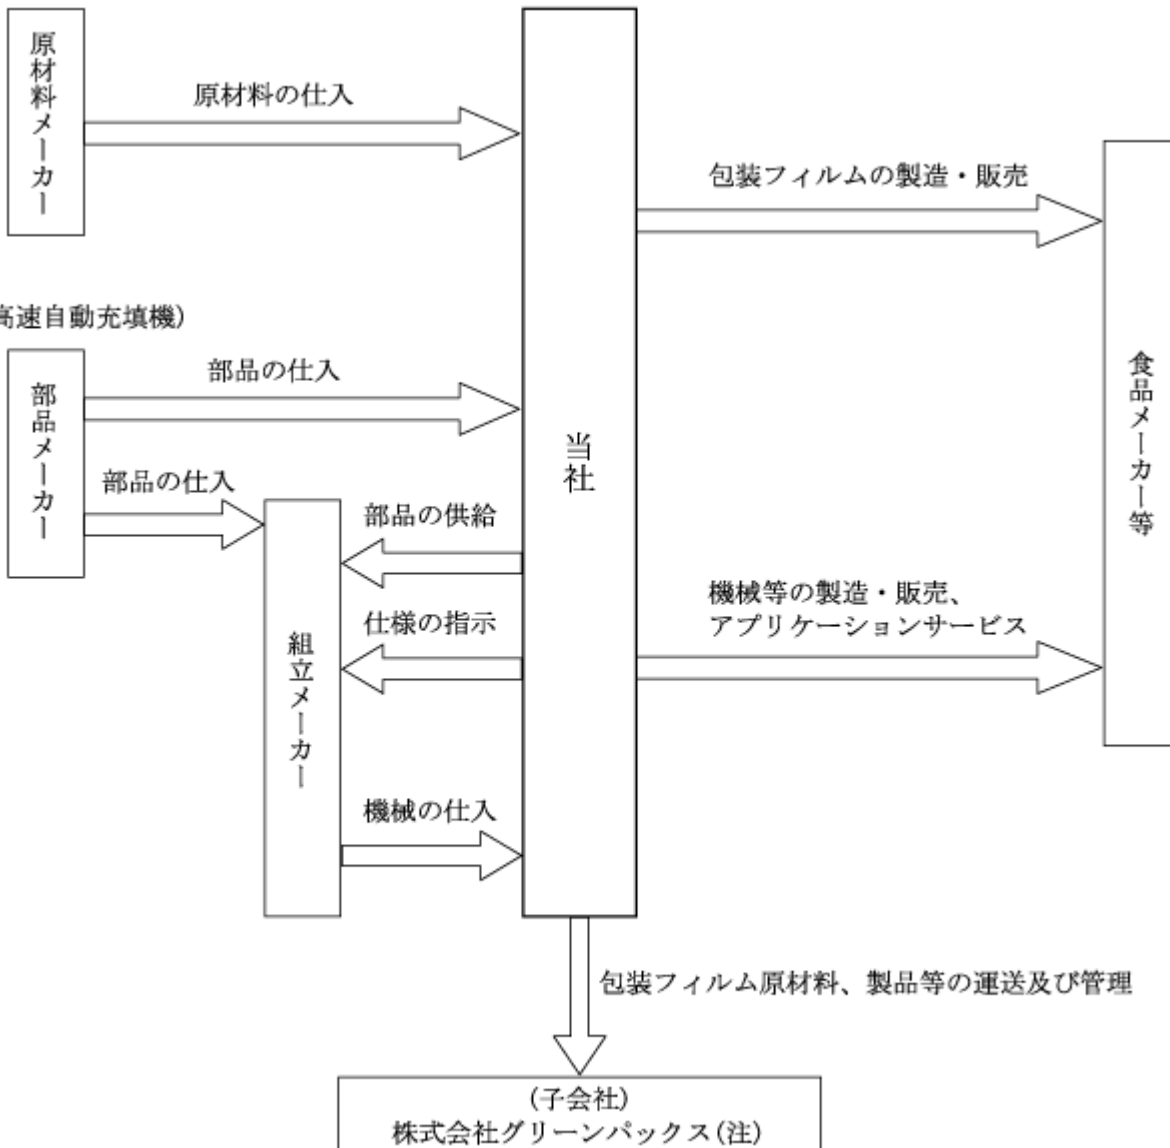 原材料メーカー
原材料の仕入
当社
包装フィルムの製造・販売
食品メーカー等
高速自動充填機)
部品メーカー
部品の仕入
部品の仕入
組立メーカー
部品の供給
仕様の指示
機械等の製造・販売、
アプリケーションサービス
機械の仕入
包装フィルム原材料、製品等の運送及び管理
(子会社)
株式会社グリーンパックス(注)